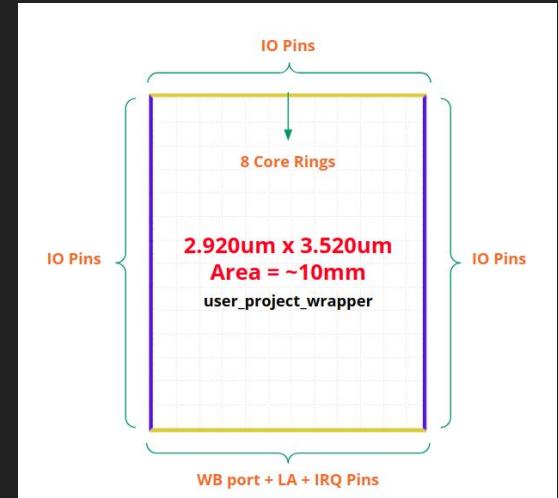 IO Pins
8 Core Rings
IO Pins
2.920um x 3.520um
IO Pins
Area = ~10mm
user_project_wrapper
WB port + LA + IRQ Pins